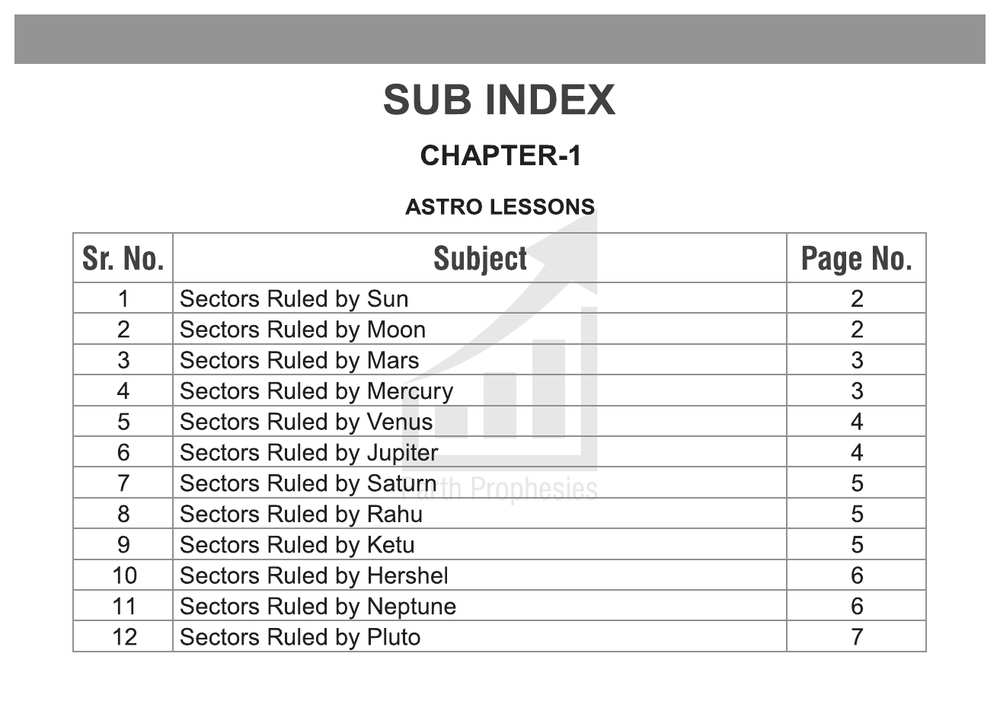 SUB INDEX
CHAPTER-1
ASTRO LESSONS
Sr. No. Subject Page No.
1 Sectors Ruled by Sun 2
2 Sectors Ruled by Moon 2
3 Sectors Ruled by Mars 3
4 Sectors Ruled by Mercury 3
5 Sectors Ruled by Venus 4
6 Sectors Ruled by Jupiter 4
7 Sectors Ruled by Saturn 5
Parth Prophesies
8 Sectors Ruled by Rahu 5
9 Sectors Ruled by Ketu 5
10 Sectors Ruled by Hershel 6
11 Sectors Ruled by Neptune 6
12 Sectors Ruled by Pluto 7